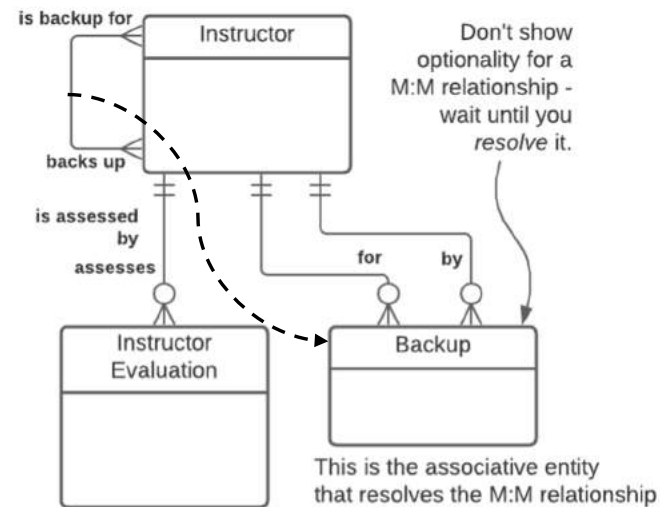 is backup for
Instructor
backs up
Don't show
optionality for a
M:M relationship -
wait until you
resolve it.
is assessed
by
assesses
for
by
Instructor
Evaluation
Backup
This is the associative entity
that resolves the M:M relationship